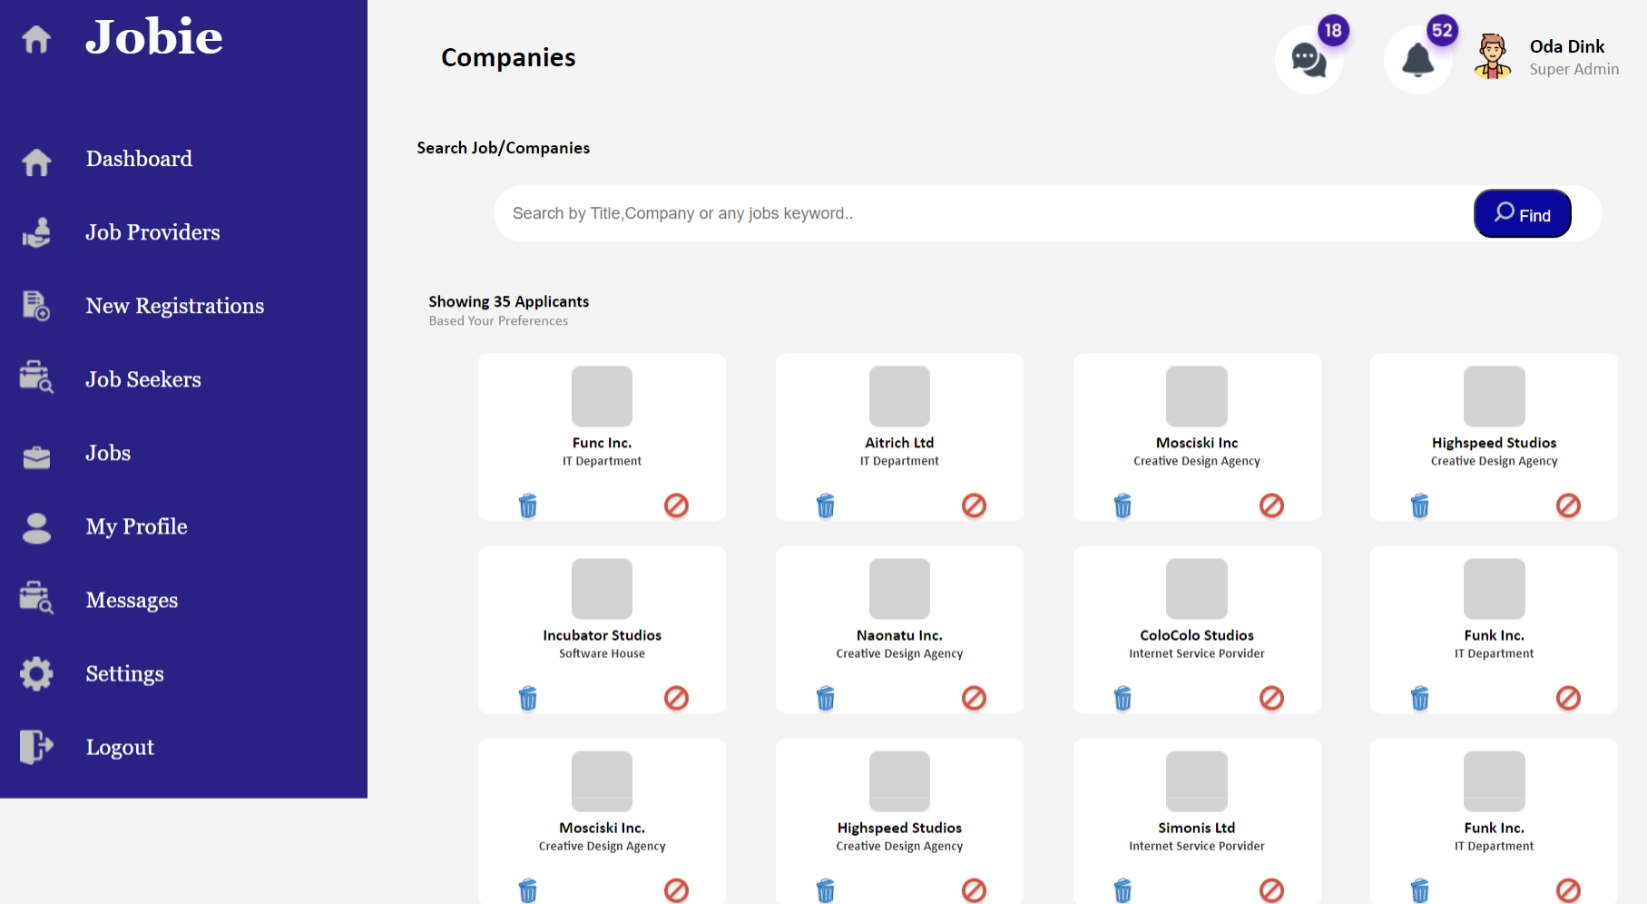 Jobie
Dashboard
Job Providers
New Registrations
Job Seekers
Jobs
My Profile
Messages
Settings
Logout
Companies
18
52
Oda Dink
Super Admin
Search Job/Companies
Search by Title,Company or any jobs keyword..
Find
Showing 35 Applicants
Based Your Preferences
Func Inc.
IT Department
Aitrich Ltd
IT Department
Mosciski Inc
Creative Design Agency
Highspeed Studios
Creative Design Agency
Incubator Studios
Software House
Naonatu Inc.
Creative Design Agency
ColoColo Studios
Internet Service Porvider
Funk Inc.
IT Department
Mosciski Inc.
Creative Design Agency
Highspeed Studios
Creative Design Agency
Simonis Ltd
Internet Service Porvider
Funk Inc.
IT Department